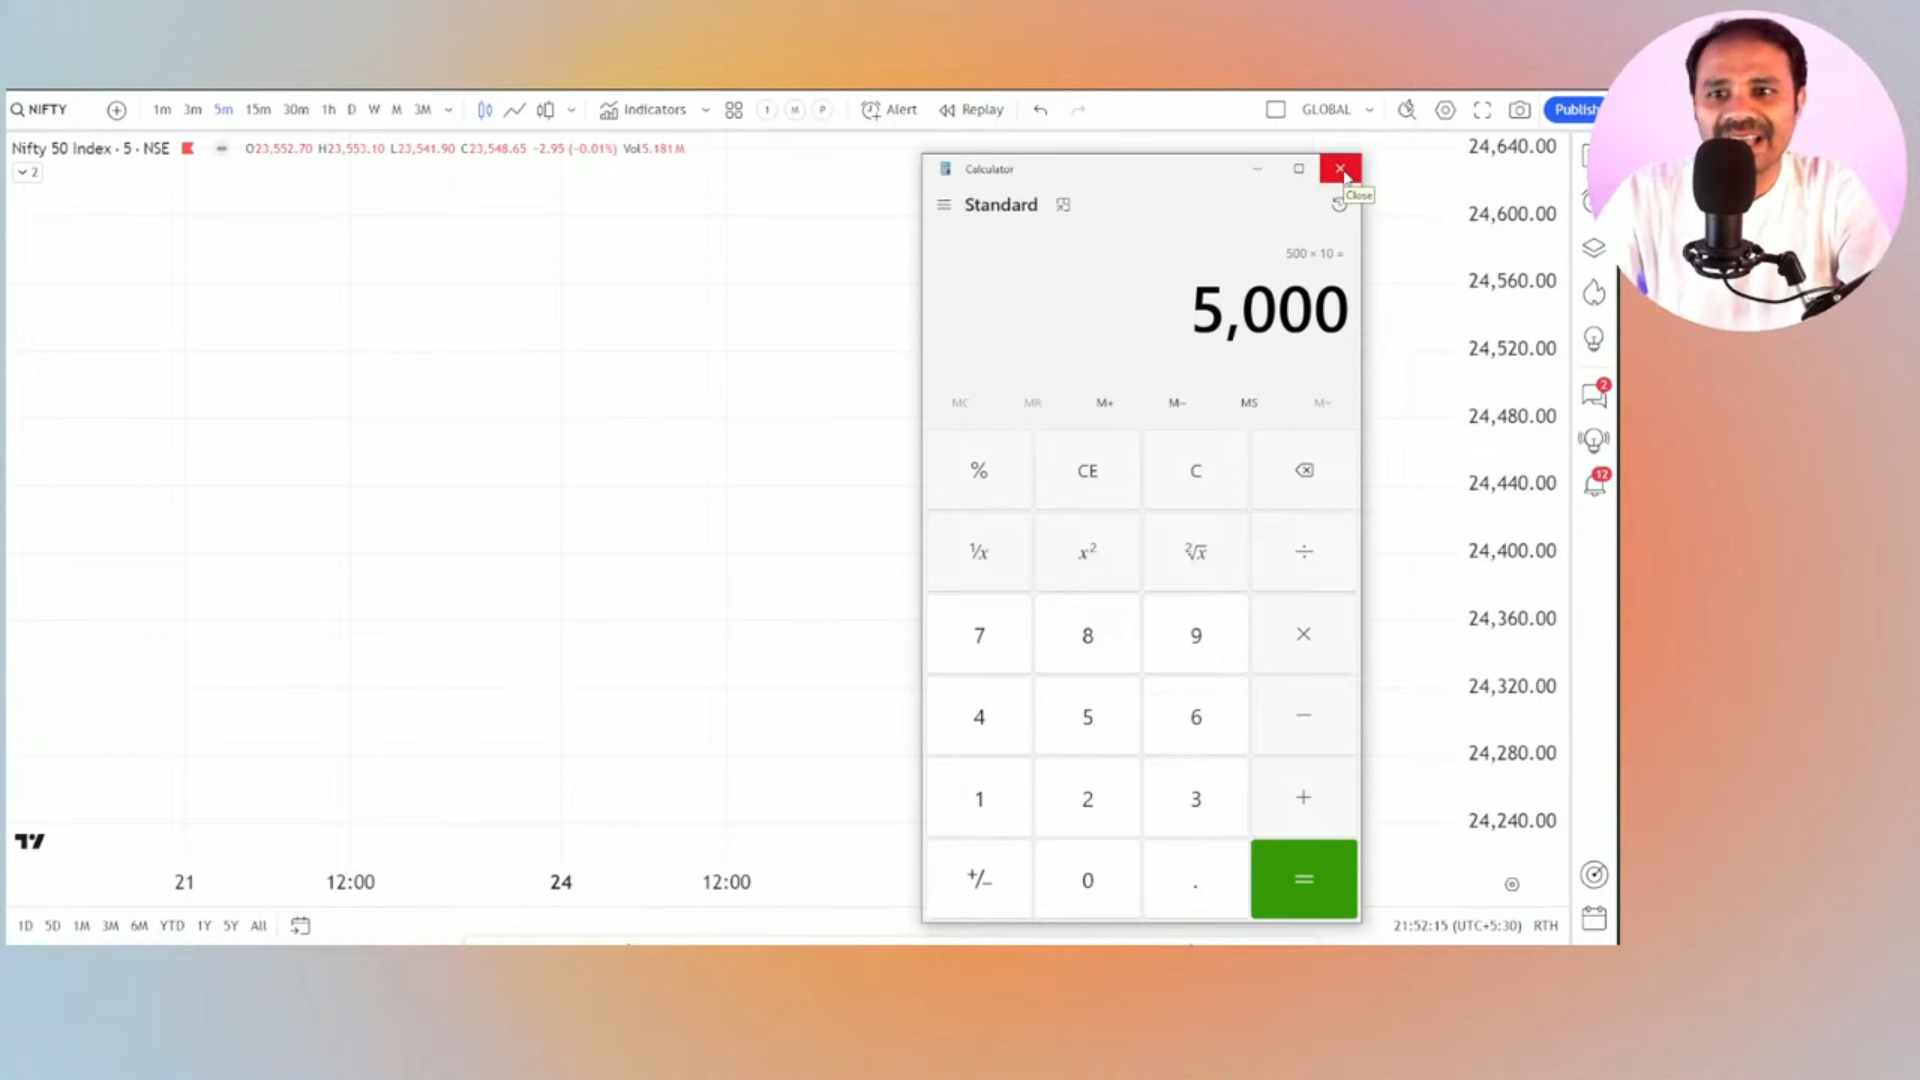 NIFTY
1m 3m 5m 15m 30m 1h D W M 3M
Indicators
1 M P
Alert
Replay
GLOBAL
Publish
Nifty 50 Index · 5 · NSE
O23,552.70 H23,553.10 L23,541.90 C23,548.65 -2.95 (-0.01%) Vol5.181M
2
Calculator
Close
Standard
500 × 10 =
5,000
MC MR M+ M- MS M
% CE C
1/x x² ²√x ÷
7 8 9 ×
4 5 6 −
1 2 3 +
+/− 0 . =
24,640.00
24,600.00
24,560.00
24,520.00
24,480.00
24,440.00
24,400.00
24,360.00
24,320.00
24,280.00
24,240.00
2
12
21 12:00 24 12:00
1D 5D 1M 3M 6M YTD 1Y 5Y All
21:52:15 (UTC+5:30) RTH